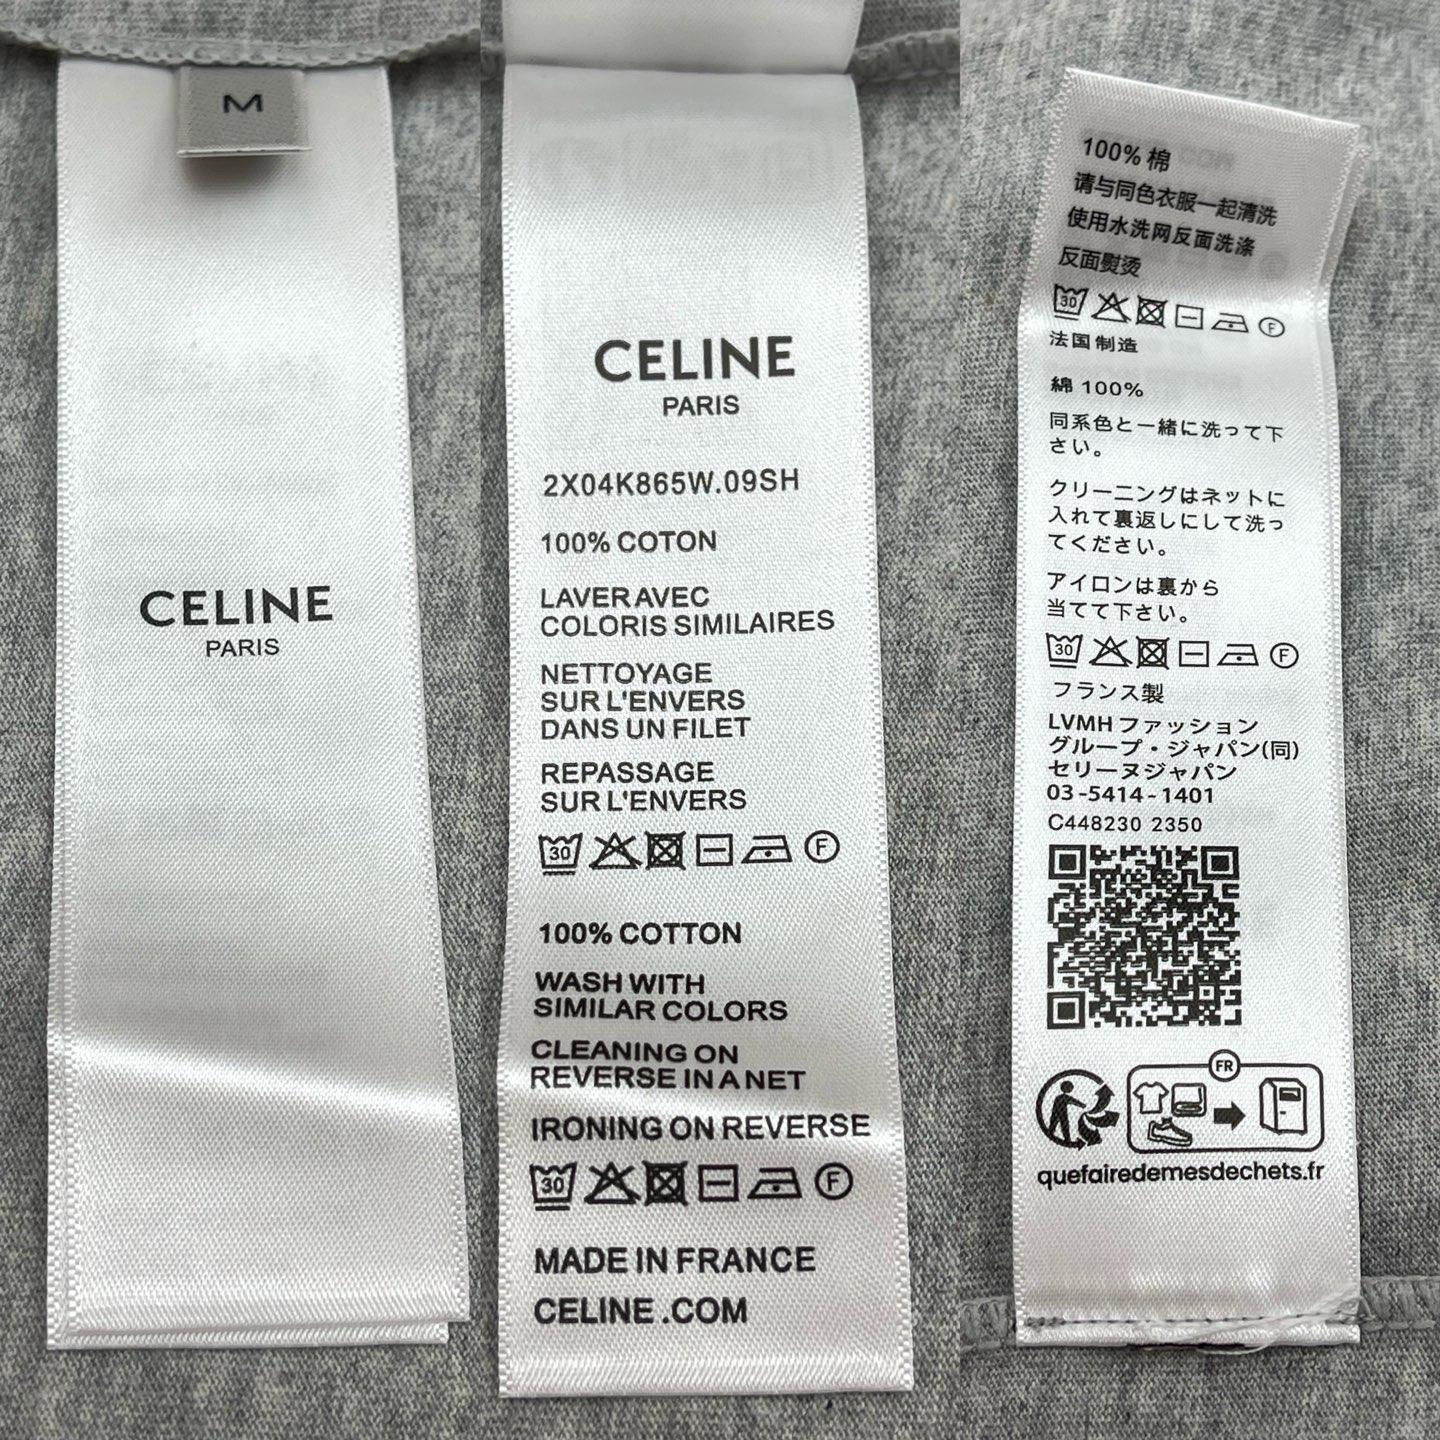 M
CELINE
PARIS
CELINE
PARIS
2X04K865W.09SH
100% COTON
LAVER AVEC
COLORIS SIMILAIRES
NETTOYAGE
SUR L'ENVERS
DANS UN FILET
REPASSAGE
SUR L'ENVERS
30
F
100% COTTON
WASH WITH
SIMILAR COLORS
CLEANING ON
REVERSE IN A NET
IRONING ON REVERSE
30
F
MADE IN FRANCE
CELINE .COM
100% 棉
请与同色衣服一起清洗
使用水洗网反面洗涤
反面熨烫
30
F
法国制造
綿 100%
同系色と一緒に洗って下
さい。
クリーニングはネットに
入れて裏返しにして洗っ
てください。
アイロンは裏から
当てて下さい。
30
F
フランス製
LVMH ファッション
グループ・ジャパン(同)
セリーヌジャパン
03-5414-1401
C448230 2350
FR
quefairedemesdechets.fr